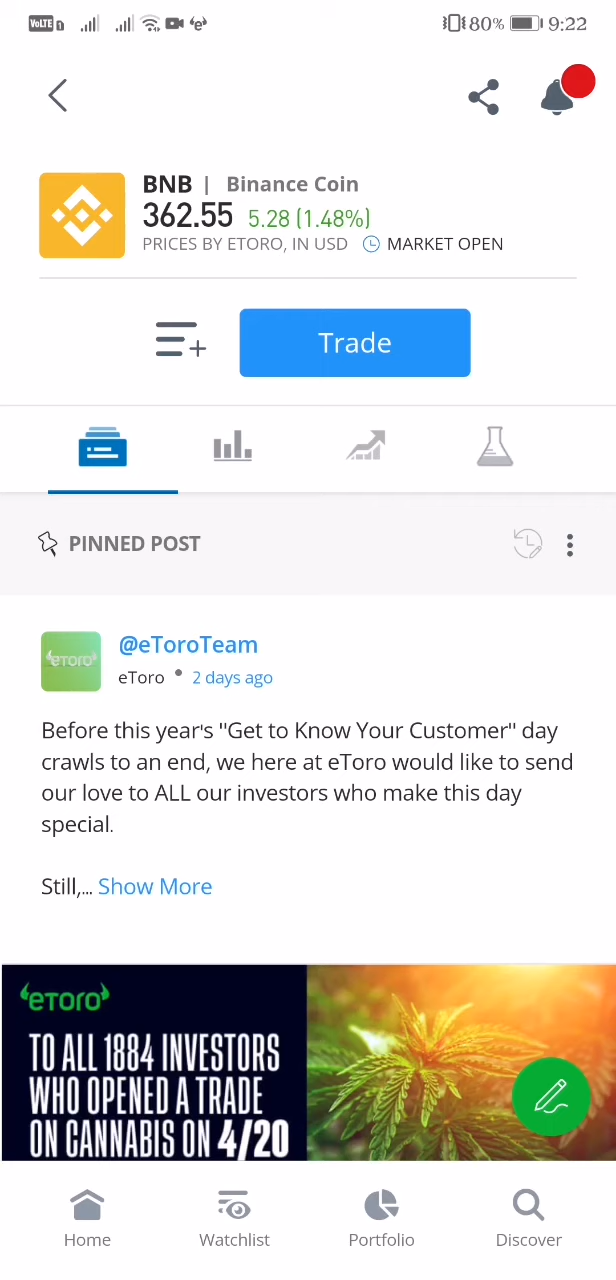 VoLTE 1 80% 9:22
BNB | Binance Coin
362.55 5.28 (1.48%)
PRICES BY ETORO, IN USD MARKET OPEN
Trade
PINNED POST
eToro
@eToroTeam
eToro • 2 days ago
Before this year's "Get to Know Your Customer" day
crawls to an end, we here at eToro would like to send
our love to ALL our investors who make this day
special.
Still,... Show More
eToro
TO ALL 1884 INVESTORS
WHO OPENED A TRADE
ON CANNABIS ON 4/20
Home Watchlist Portfolio Discover